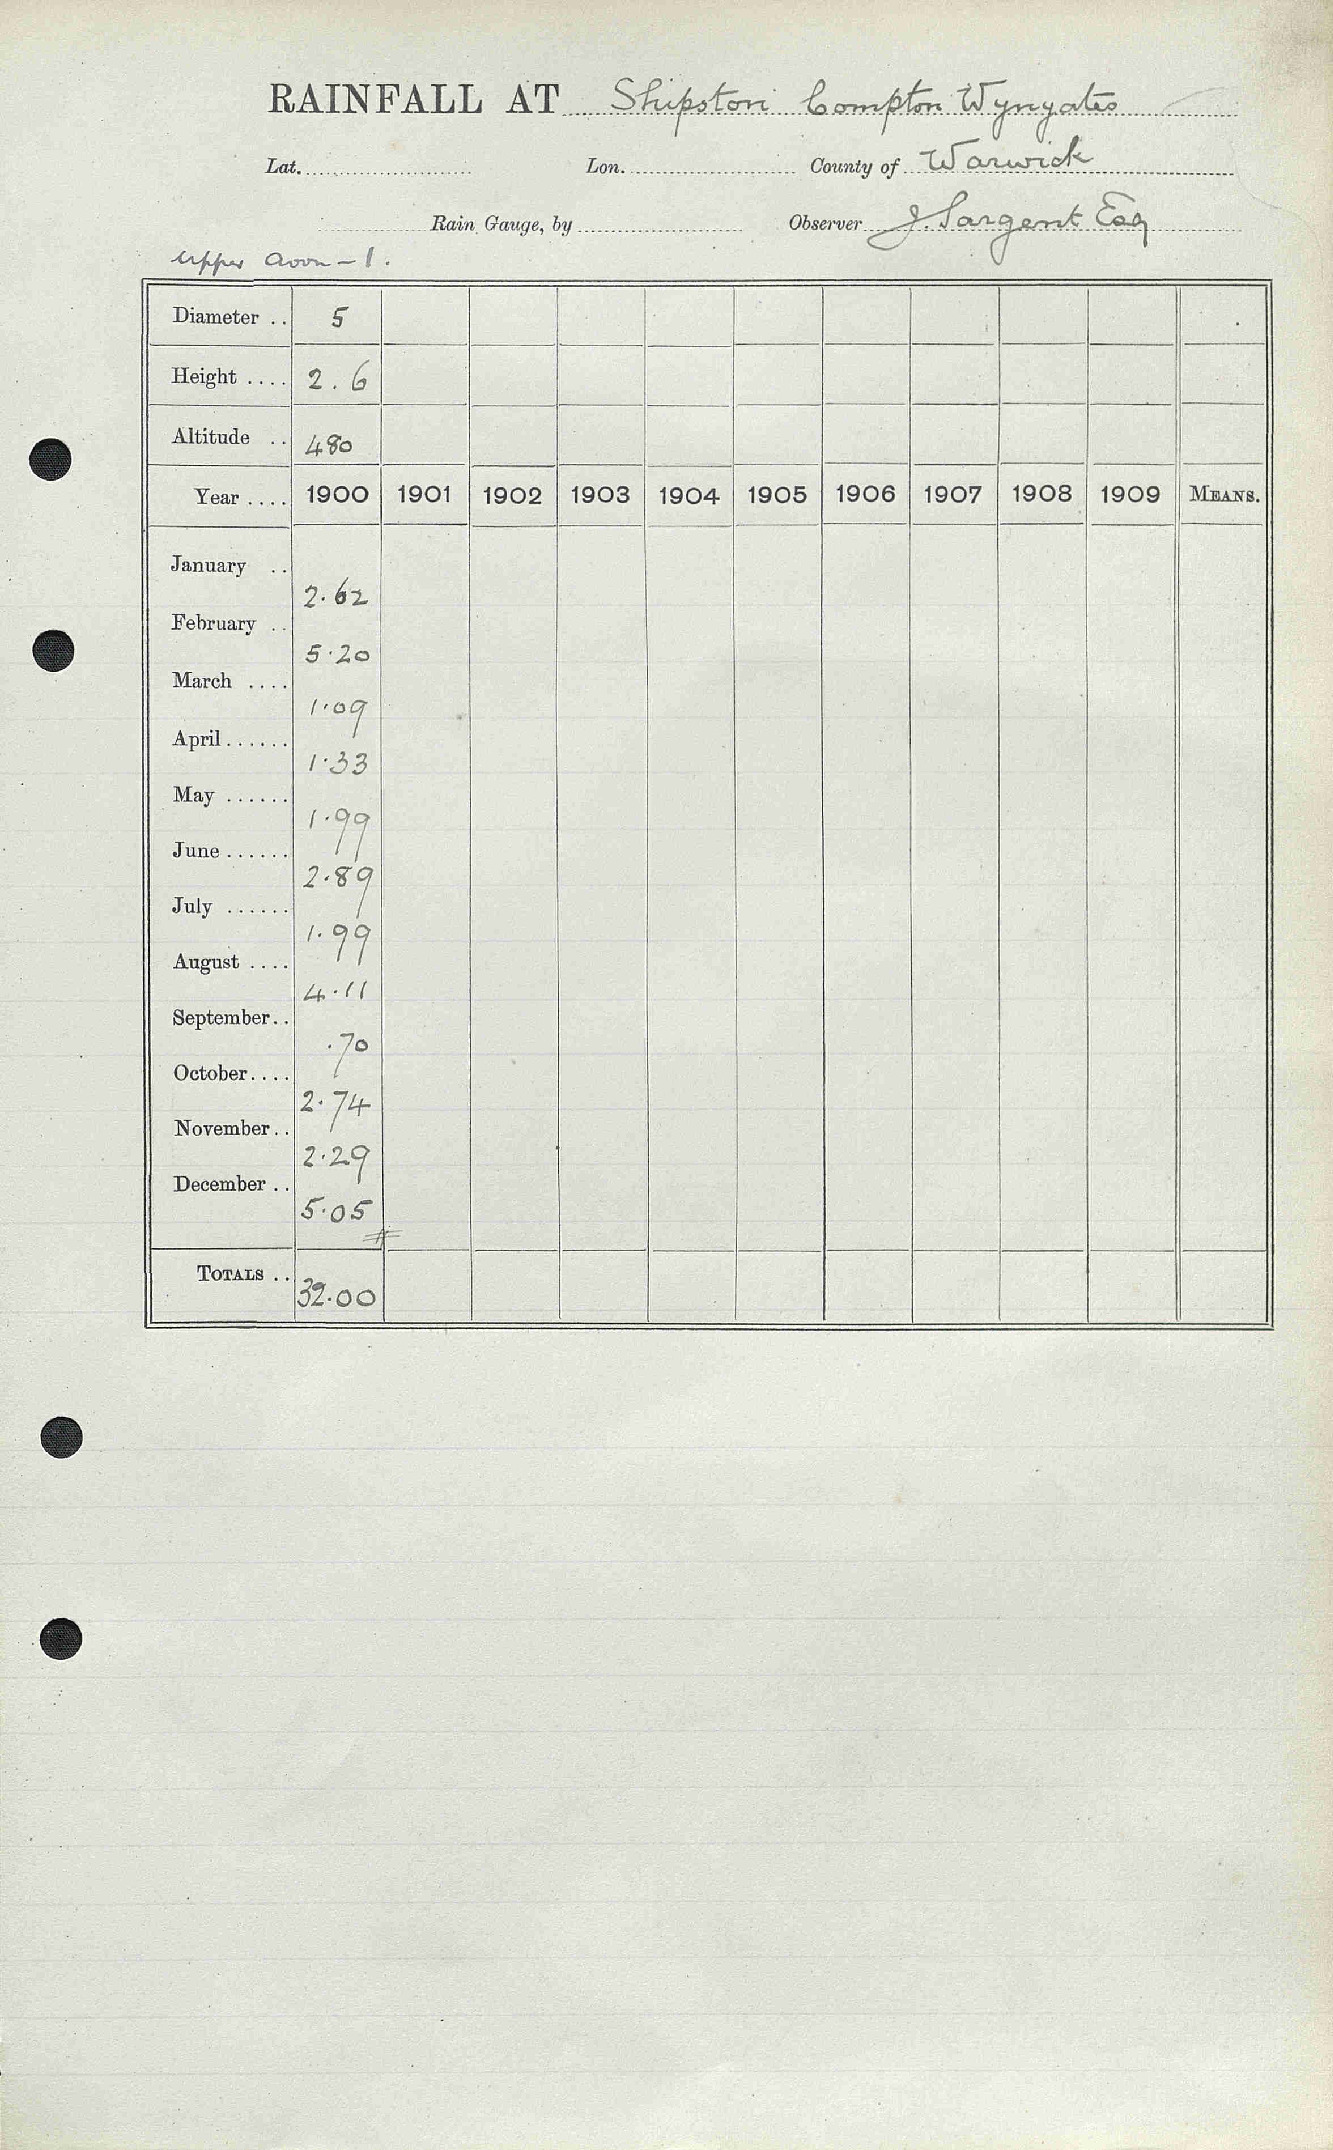 RAINFALL AT Shipston Compton Wyngates
Lat. Lon. County of Warwick
Rain Gauge, by Observer J. Sargent Esq
Upper Avon – 1.
Diameter .. 5
Height .... 2. 6
Altitude .. 480
Year .... 1900 1901 1902 1903 1904 1905 1906 1907 1908 1909 MEANS.
January .. 2.62
February .. 5.20
March .... 1.09
April...... 1.33
May ...... 1.99
June...... 2.89
July ...... 1.99
August .... 4.11
September.. .70
October.... 2.74
November.. 2.29
December .. 5.05
TOTALS .. 32.00